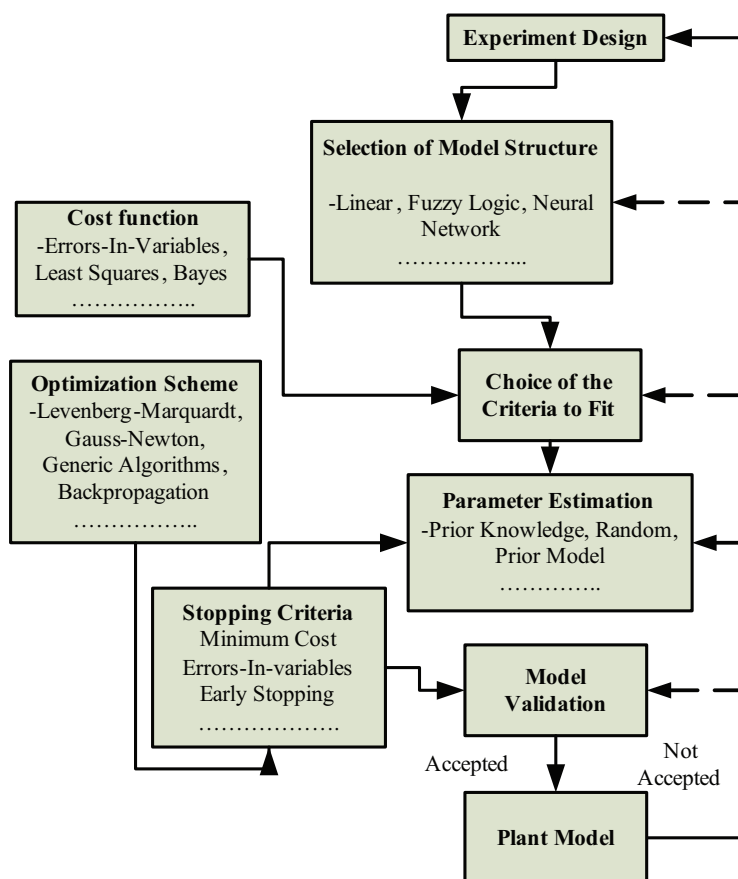 Experiment Design
Selection of Model Structure
-Linear, Fuzzy Logic, Neural
Network
……………...
Cost function
-Errors-In-Variables,
Least Squares, Bayes
……………..
Optimization Scheme
-Levenberg-Marquardt,
Gauss-Newton,
Generic Algorithms,
Backpropagation
……………..
Choice of the
Criteria to Fit
Parameter Estimation
-Prior Knowledge, Random,
Prior Model
…………..
Stopping Criteria
Minimum Cost
Errors-In-variables
Early Stopping
……………….
Model
Validation
Accepted
Not
Accepted
Plant Model